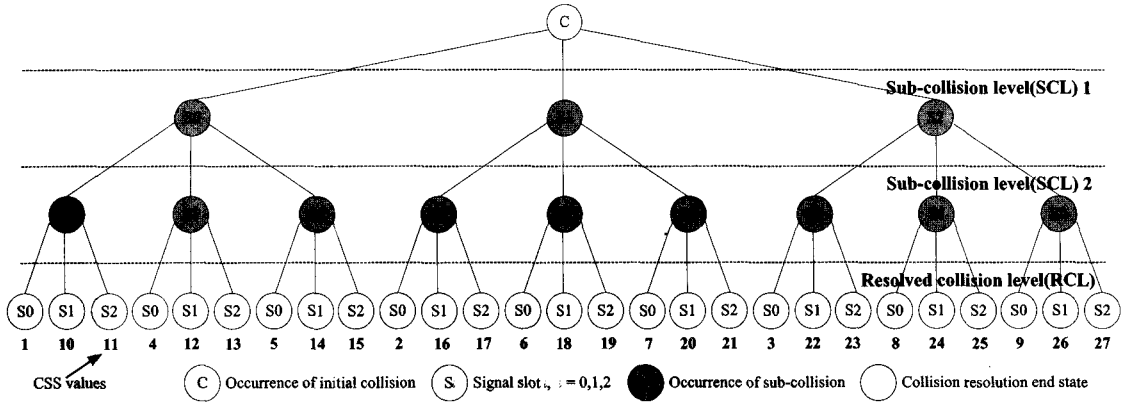 C
Sub-collision level(SCL) 1
Sub-collision level(SCL) 2
Resolved collision level(RCL)
S0 S1 S2 S0 S1 S2 S0 S1 S2 S0 S1 S2 S0 S1 S2 S0 S1 S2 S0 S1 S2 S0 S1 S2 S0 S1 S2
1 10 11 4 12 13 5 14 15 2 16 17 6 18 19 7 20 21 3 22 23 8 24 25 9 26 27
CSS values
C Occurrence of initial collision
S Signal slot = 0,1,2
Occurrence of sub-collision
Collision resolution end state